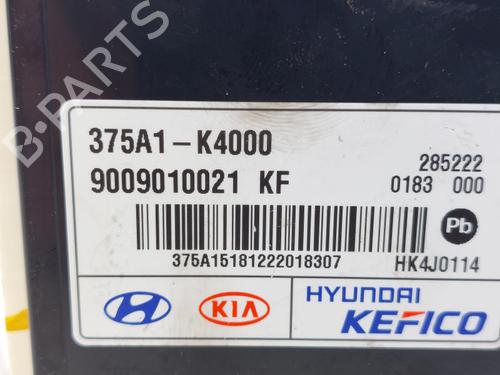 B-PARTS
375A1-K4000
9009010021 KF
285222
0183 000
Pb
375A15181222018307
HK4J0114
KIA
HYUNDAI
KEFICO